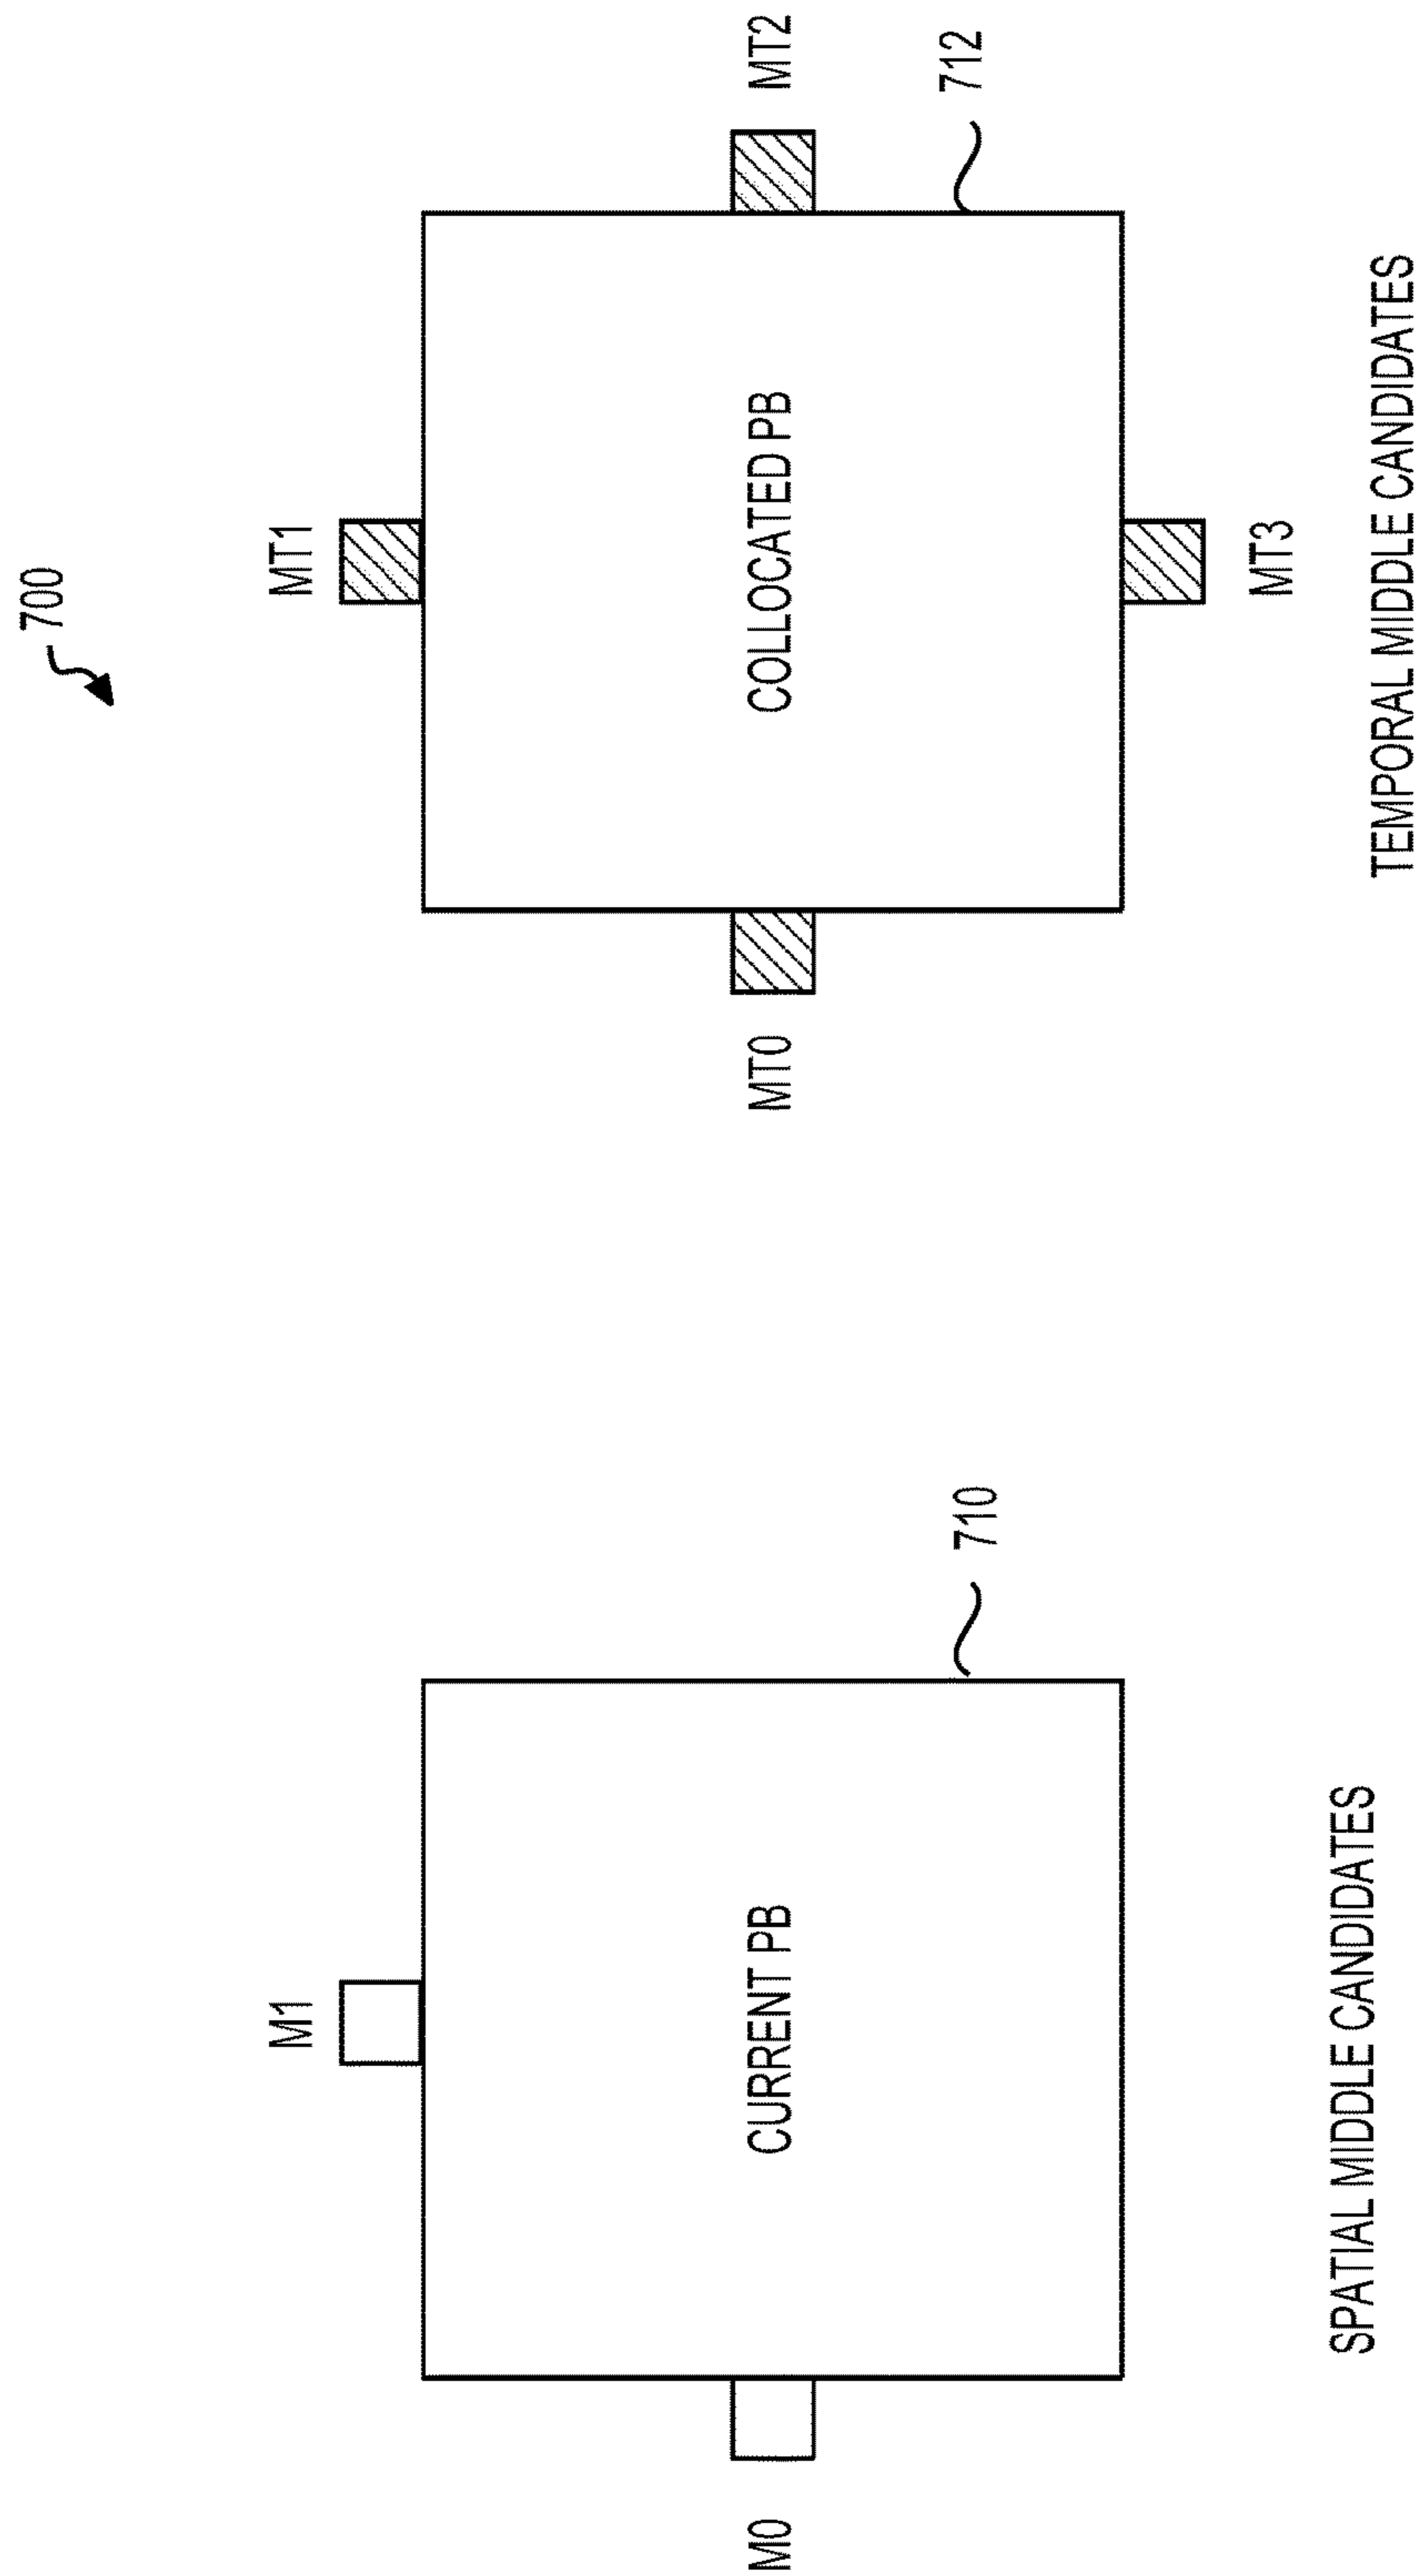 700
M1
M0
CURRENT PB
710
SPATIAL MIDDLE CANDIDATES
MT1
MT0
COLLOCATED PB
MT2
712
MT3
TEMPORAL MIDDLE CANDIDATES